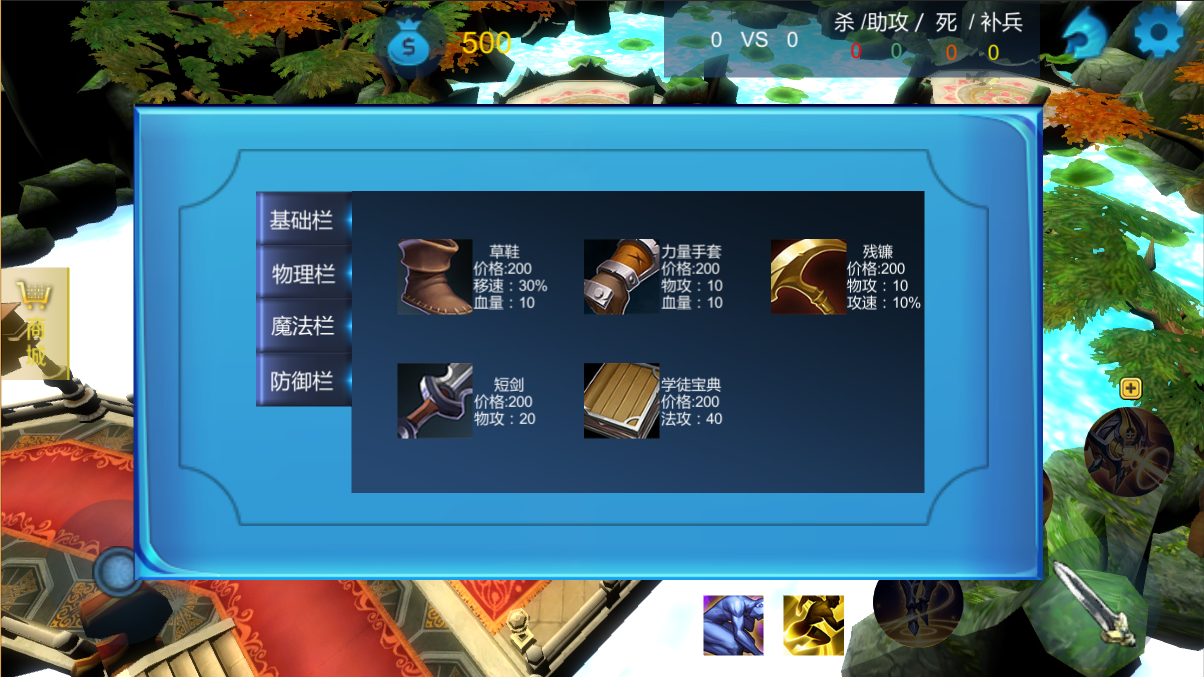 500
0 VS 0
杀 /助攻 / 死 / 补兵
0 0 0 0
商城
基础栏
物理栏
魔法栏
防御栏
草鞋
价格:200
移速：30%
血量：10
力量手套
价格:200
物攻：10
血量：10
残镰
价格:200
物攻：10
攻速：10%
短剑
价格:200
物攻：20
学徒宝典
价格:200
法攻：40